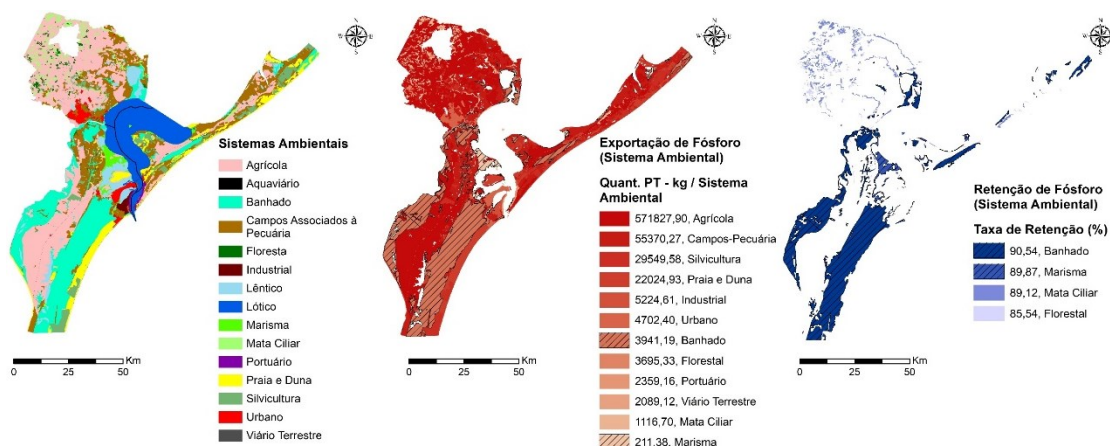 N
W
E
S
Sistemas Ambientais
Agrícola
Aquaviário
Banhado
Campos Associados à
Pecuária
Floresta
Industrial
Lêntico
Lótico
Marisma
Mata Ciliar
Portuário
Praia e Duna
Silvicultura
Urbano
Viário Terrestre
Km
0 25 50
N
W
E
S
Exportação de Fósforo
(Sistema Ambiental)
Quant. PT - kg / Sistema
Ambiental
571827,90, Agrícola
55370,27, Campos-Pecuária
29549,58, Silvicultura
22024,93, Praia e Duna
5224,61, Industrial
4702,40, Urbano
3941,19, Banhado
3695,33, Florestal
2359,16, Portuário
2089,12, Viário Terrestre
1116,70, Mata Ciliar
211,38, Marisma
Km
0 25 50
N
W
E
S
Retenção de Fósforo
(Sistema Ambiental)
Taxa de Retenção (%)
90,54, Banhado
89,87, Marisma
89,12, Mata Ciliar
85,54, Florestal
Km
0 25 50